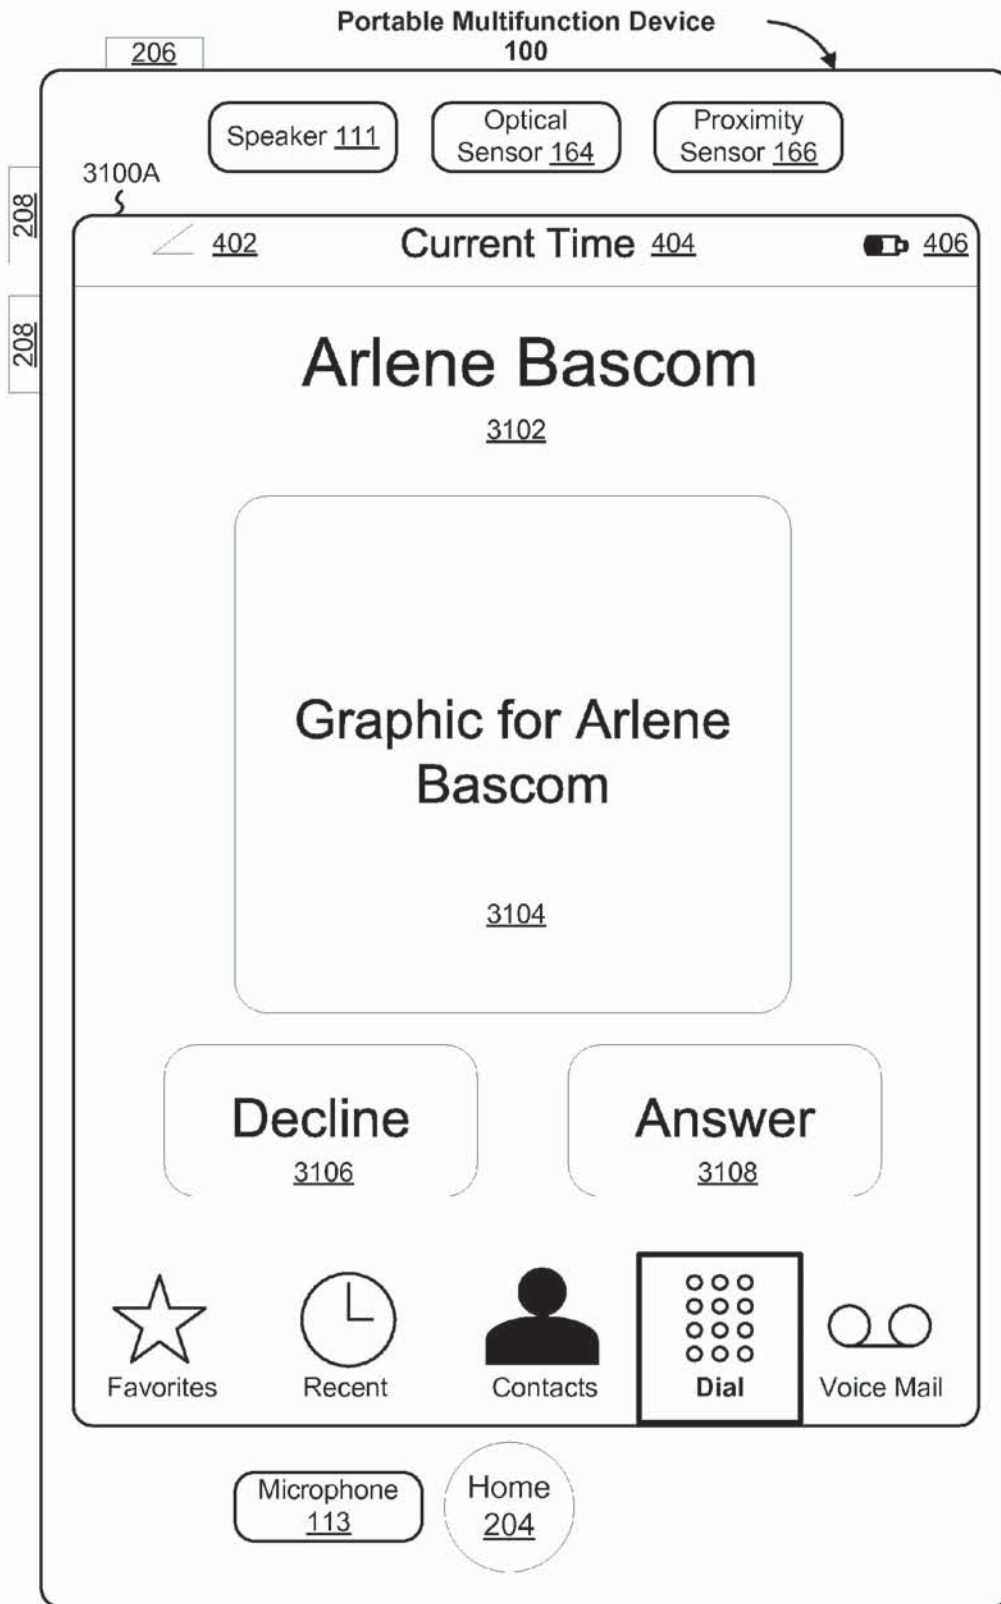 Portable Multifunction Device
100
206
Speaker 111
Optical
Sensor 164
Proximity
Sensor 166
3100A
208
402
Current Time 404
406
208
Arlene Bascom
3102
Graphic for Arlene
Bascom
3104
Decline
3106
Answer
3108
Favorites
Recent
Contacts
Dial
Voice Mail
Microphone
113
Home
204